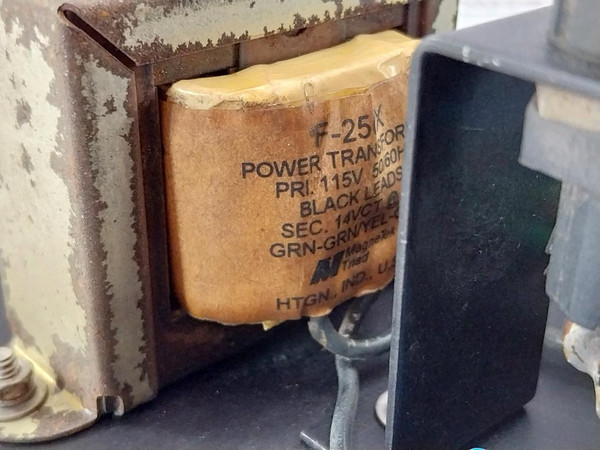 F-25X
POWER TRANSFOR
PRI. 115V 50/60H
BLACK LEADS
SEC. 14VCT @
GRN-GRN/YEL-
MagneTek
Triad
HTGN., IND., U.S